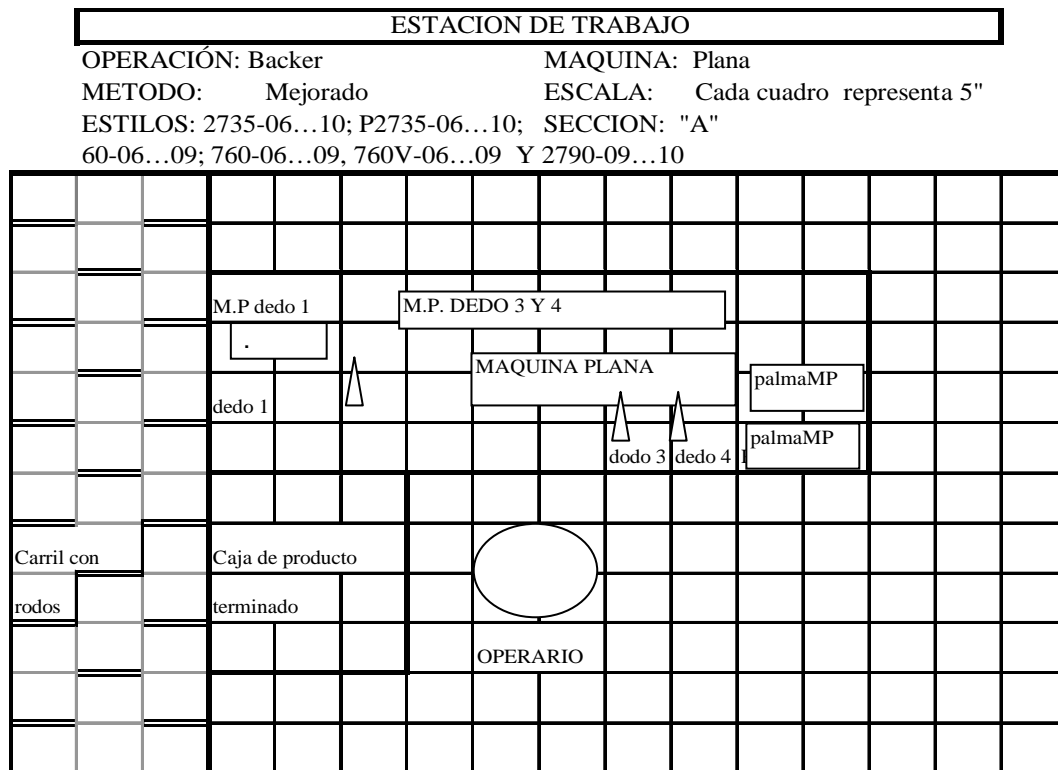 ESTACION DE TRABAJO
OPERACIÓN: Backer MAQUINA: Plana
METODO: Mejorado ESCALA: Cada cuadro representa 5"
ESTILOS: 2735-06…10; P2735-06…10; SECCION: "A"
60-06…09; 760-06…09, 760V-06…09 Y 2790-09…10
M.P dedo 1
M.P. DEDO 3 Y 4
.
MAQUINA PLANA
palmaMP
dedo 1
palmaMP
dodo 3 dedo 4
Carril con
Caja de producto
rodos
terminado
OPERARIO